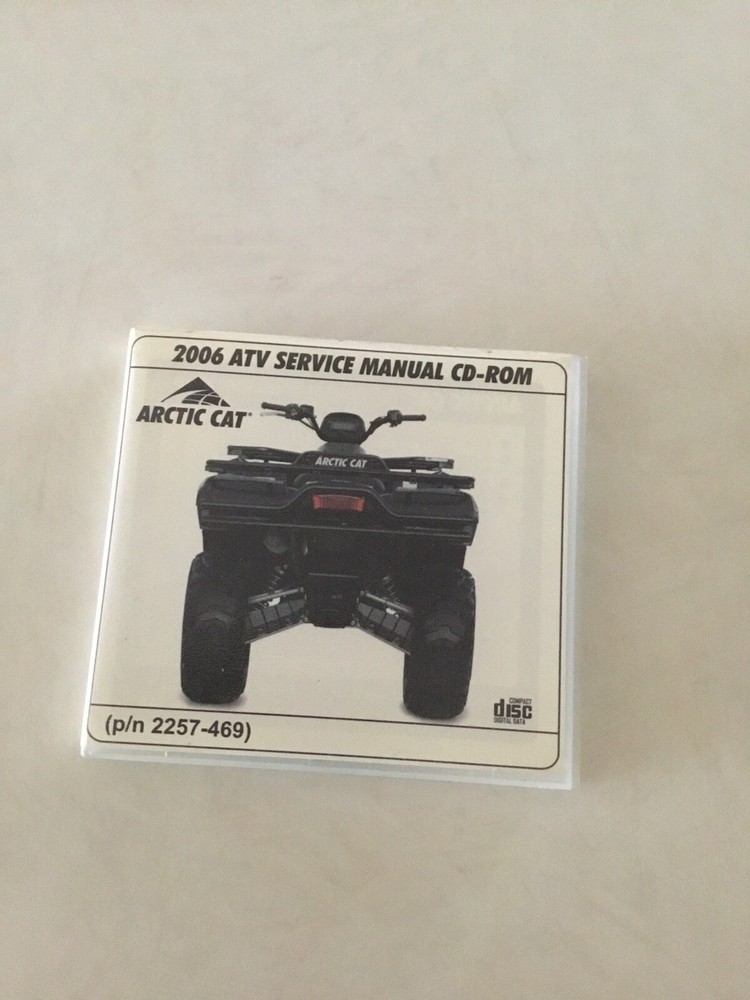 2006 ATV SERVICE MANUAL CD-ROM
ARCTIC CAT®
ARCTIC CAT
COMPACT
disc
DIGITAL DATA
(p/n 2257-469)